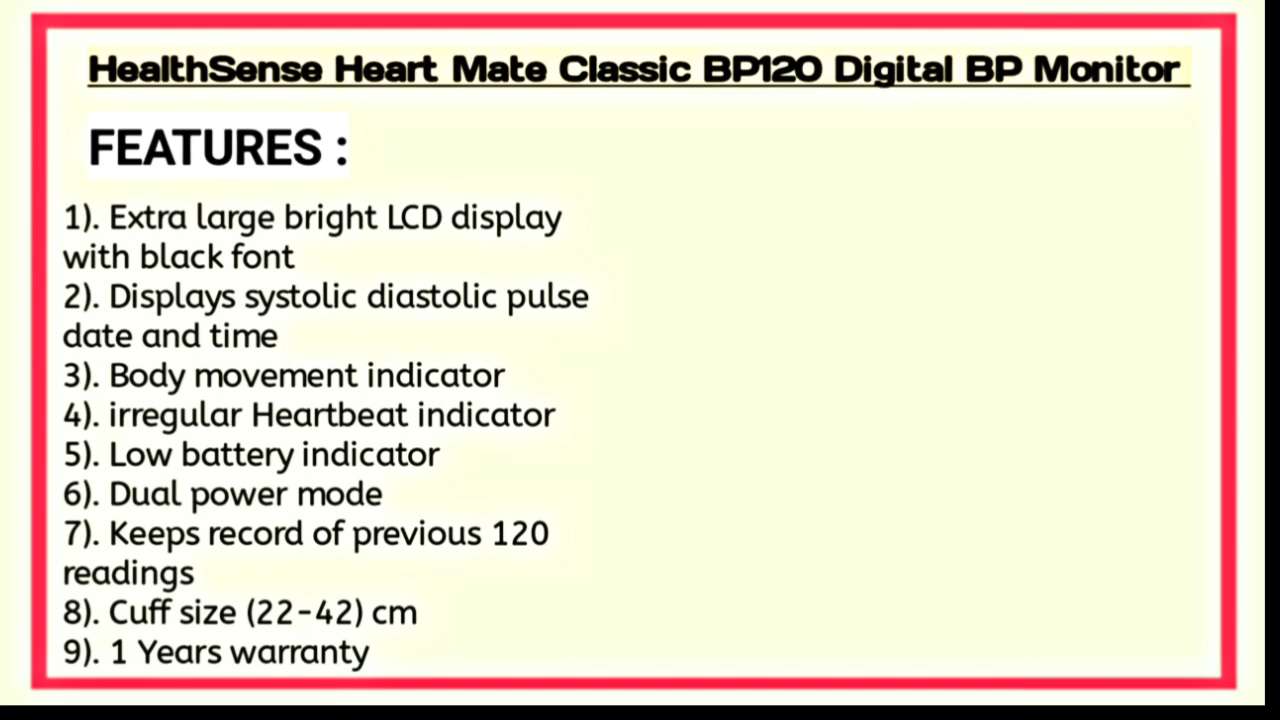 HealthSense Heart Mate Classic BP120 Digital BP Monitor
FEATURES :
1). Extra large bright LCD display
with black font
2). Displays systolic diastolic pulse
date and time
3). Body movement indicator
4). irregular Heartbeat indicator
5). Low battery indicator
6). Dual power mode
7). Keeps record of previous 120
readings
8). Cuff size (22-42) cm
9). 1 Years warranty